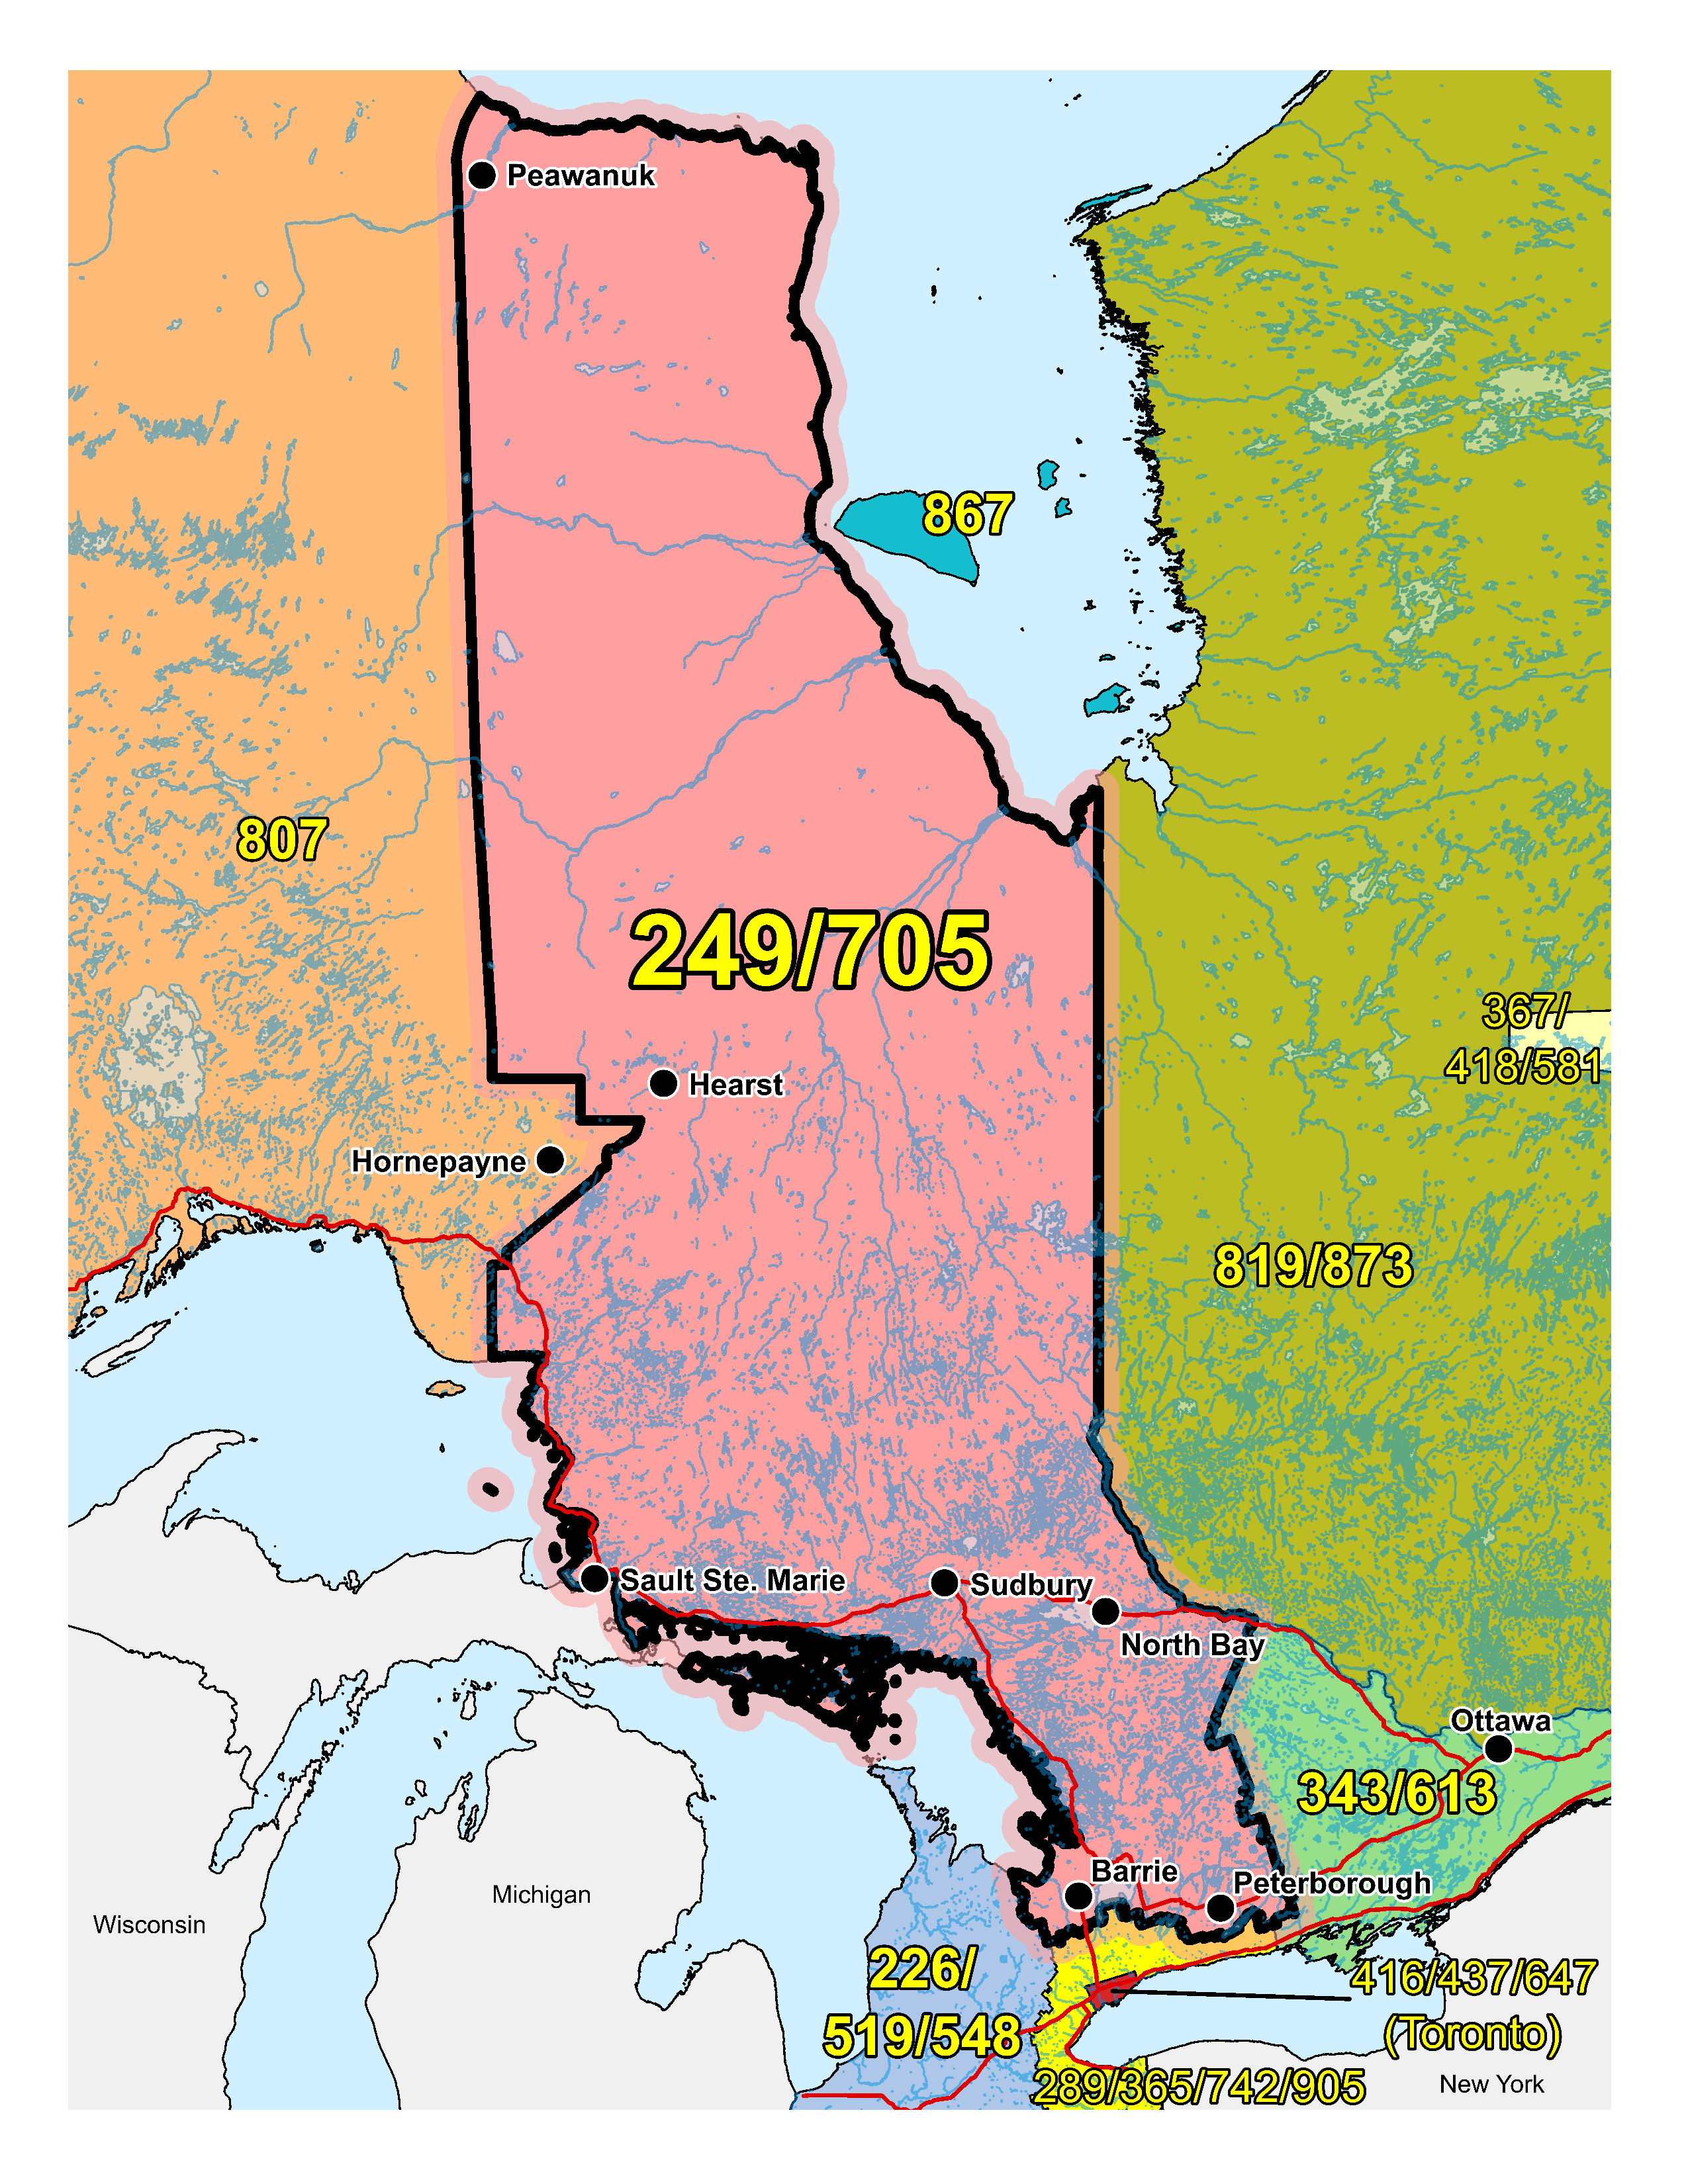 Peawanuk
867
807
249/705
367/
418/581
Hearst
Hornepayne
819/873
Sault Ste. Marie
Sudbury
North Bay
Ottawa
343/613
Barrie
Peterborough
Michigan
Wisconsin
226/
519/548
416/437/647
(Toronto)
289/365/742/905
New York